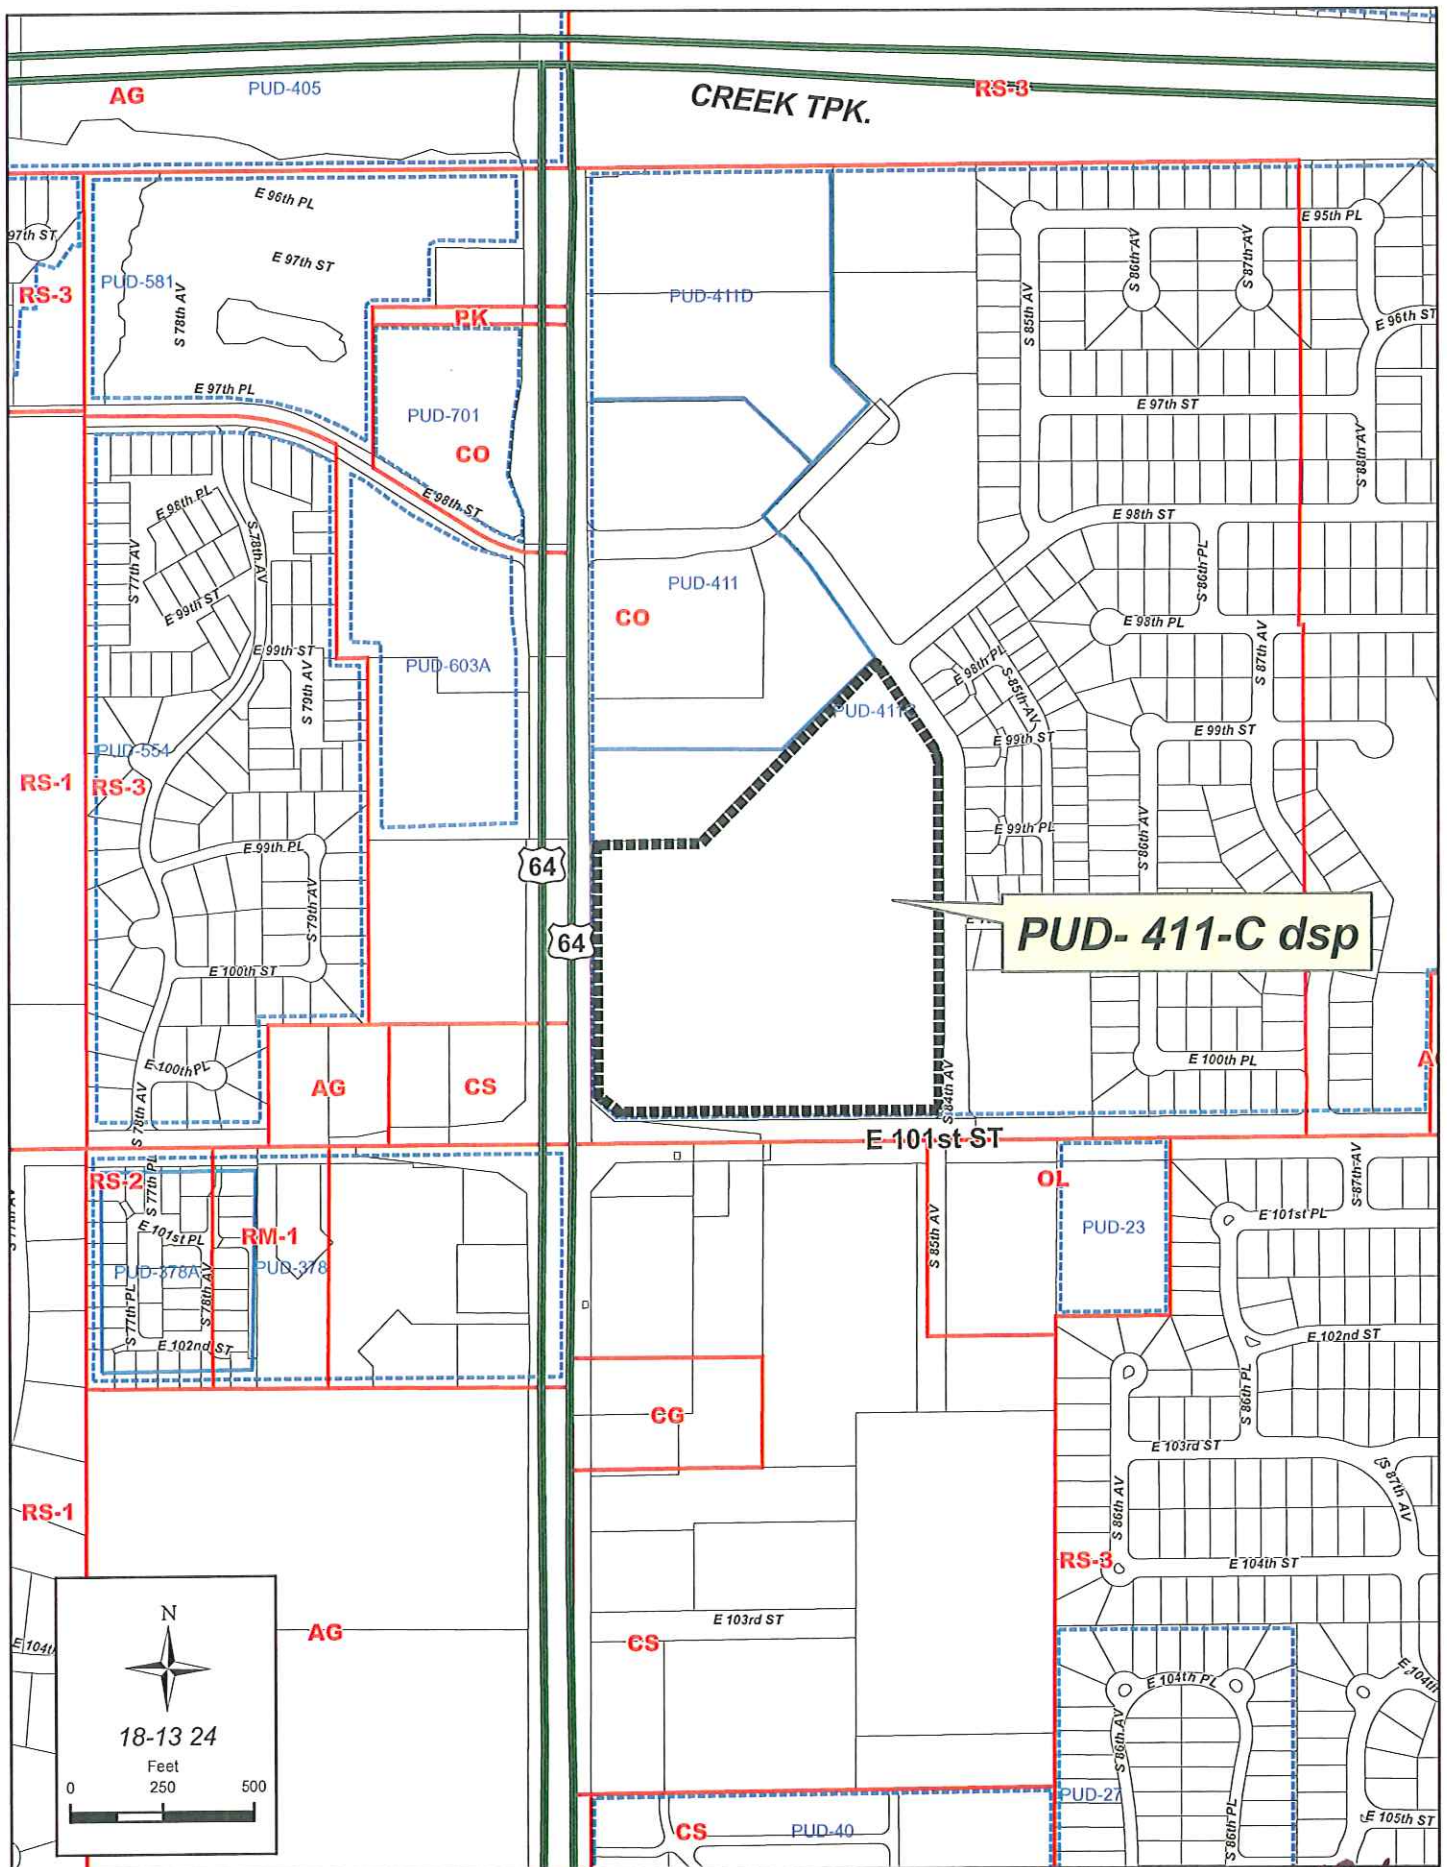 AG
PUD-405
CREEK TPK.
RS-3
E 96th PL
97th ST
E 97th ST
E 95th PL
S 86th AV
S 87th AV
PUD-581
S 78th AV
RS-3
PUD-411D
S 85th AV
E 96th ST
PK
E 97th PL
PUD-701
CO
E 97th ST
S 88th AV
E 98th ST
E 98th PL
S 77th AV
S 78th AV
E 98th ST
S 86th PL
E 99th ST
PUD-411
CO
E 98th PL
E 99th ST
PUD-603A
S 79th AV
E 98th PL
S 85th AV
S 87th AV
PUD-554
E 99th ST
E 99th ST
RS-1
RS-3
E 99th PL
64
E 99th PL
S 86th AV
S 79th AV
64
PUD- 411-C dsp
E 100th ST
E 100th PL
AG
CS
S 78th AV
S 84th AV
E 100th PL
E 101st ST
RS-2
S 77th PL
OL
S 87th AV
E 101st PL
RM-1
S 85th AV
PUD-23
E 101st PL
PUD-378A
PUD-378
S 77th PL
S 78th AV
E 102nd ST
E 102nd ST
S 86th PL
CG
E 103rd ST
S 86th AV
S 87th AV
RS-1
RS-3
E 104th ST
N
AG
E 103rd ST
CS
E 104th PL
18-13 24
Feet
0 250 500
S 86th AV
S 86th PL
PUD-27
CS
PUD-40
E 105th ST